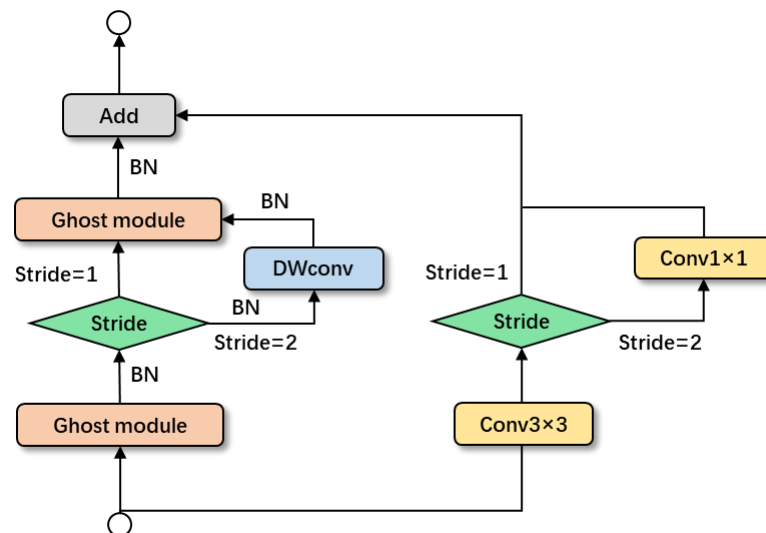 Add
BN
Ghost module
BN
DWconv
Conv1×1
Stride=1
Stride=1
BN
Stride
Stride
Stride=2
Stride=2
BN
Ghost module
Conv3×3